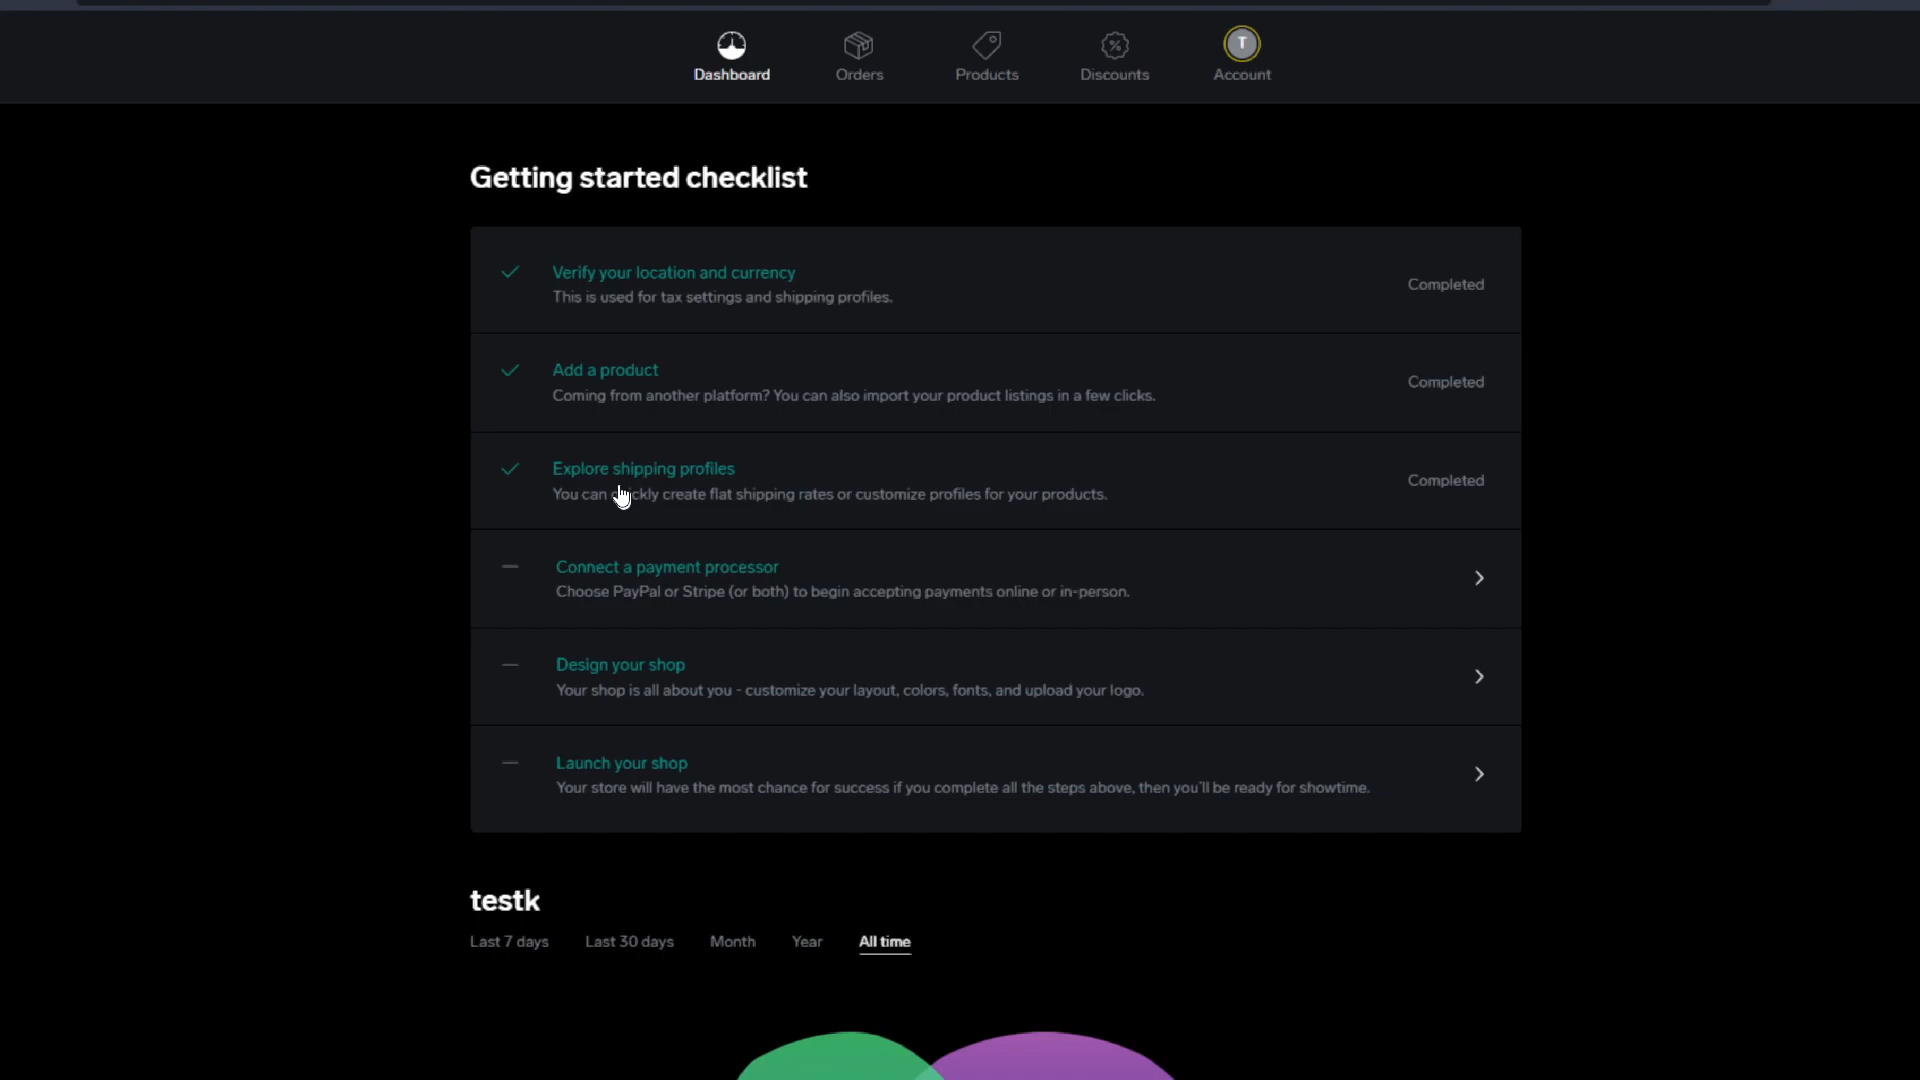 Dashboard
Orders
Products
Discounts
T
Account
Getting started checklist
Verify your location and currency
This is used for tax settings and shipping profiles.
Completed
Add a product
Coming from another platform? You can also import your product listings in a few clicks.
Completed
Explore shipping profiles
You can quickly create flat shipping rates or customize profiles for your products.
Completed
Connect a payment processor
Choose PayPal or Stripe (or both) to begin accepting payments online or in-person.
Design your shop
Your shop is all about you - customize your layout, colors, fonts, and upload your logo.
Launch your shop
Your store will have the most chance for success if you complete all the steps above, then you'll be ready for showtime.
testk
Last 7 days
Last 30 days
Month
Year
All time